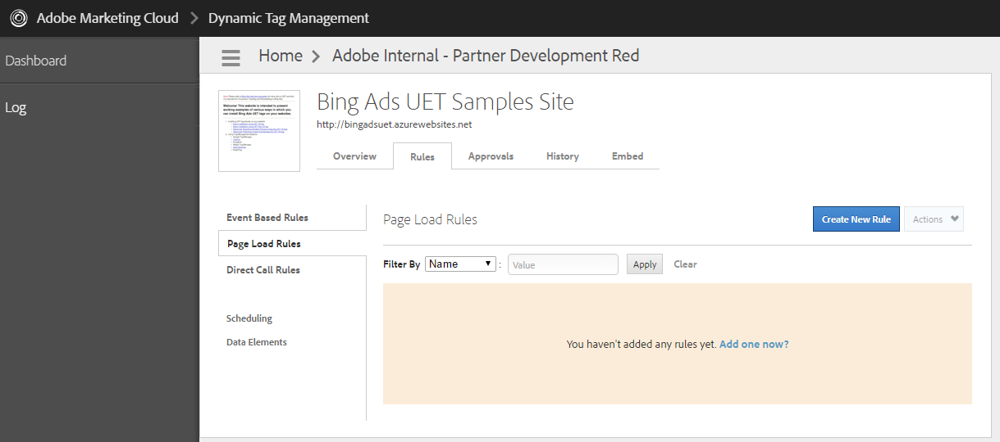 Adobe Marketing Cloud > Dynamic Tag Management
Dashboard
Log
Home > Adobe Internal - Partner Development Red
Welcome! This website is intended to present
working examples of various ways in which you
can install Bing Ads UET tags on your websites
Bing Ads UET Samples Site
http://bingadsuet.azurewebsites.net
Overview
Rules
Approvals
History
Embed
Event Based Rules
Page Load Rules
Direct Call Rules
Scheduling
Data Elements
Page Load Rules
Create New Rule
Actions
Filter By Name : Value Apply Clear
You haven't added any rules yet. Add one now?